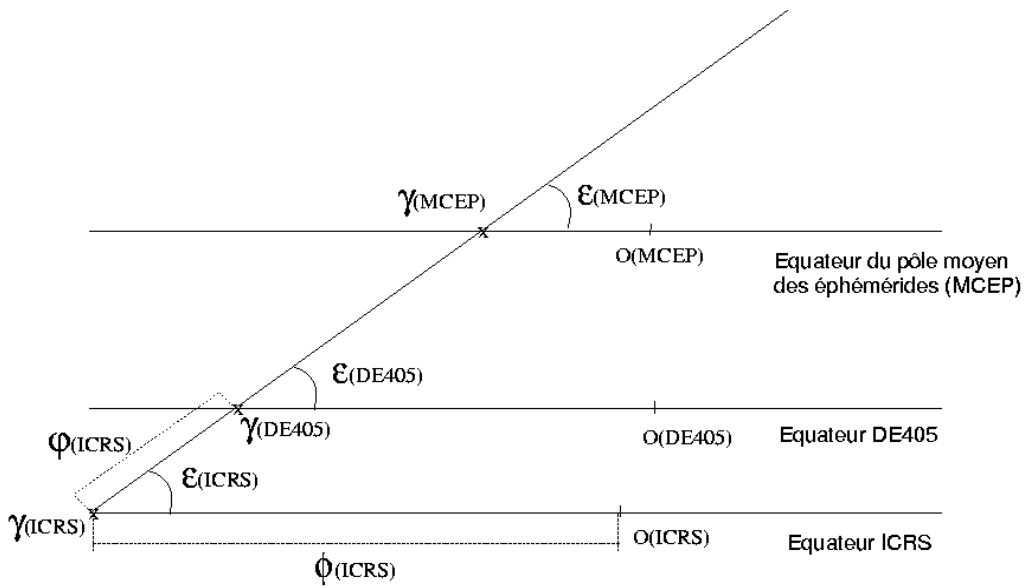 γ(MCEP)
ε(MCEP)
O(MCEP)
Equateur du pôle moyen
des éphémérides (MCEP)
ε(DE405)
γ(DE405)
O(DE405)
Equateur DE405
φ(ICRS)
ε(ICRS)
γ(ICRS)
O(ICRS)
Equateur ICRS
ϕ(ICRS)